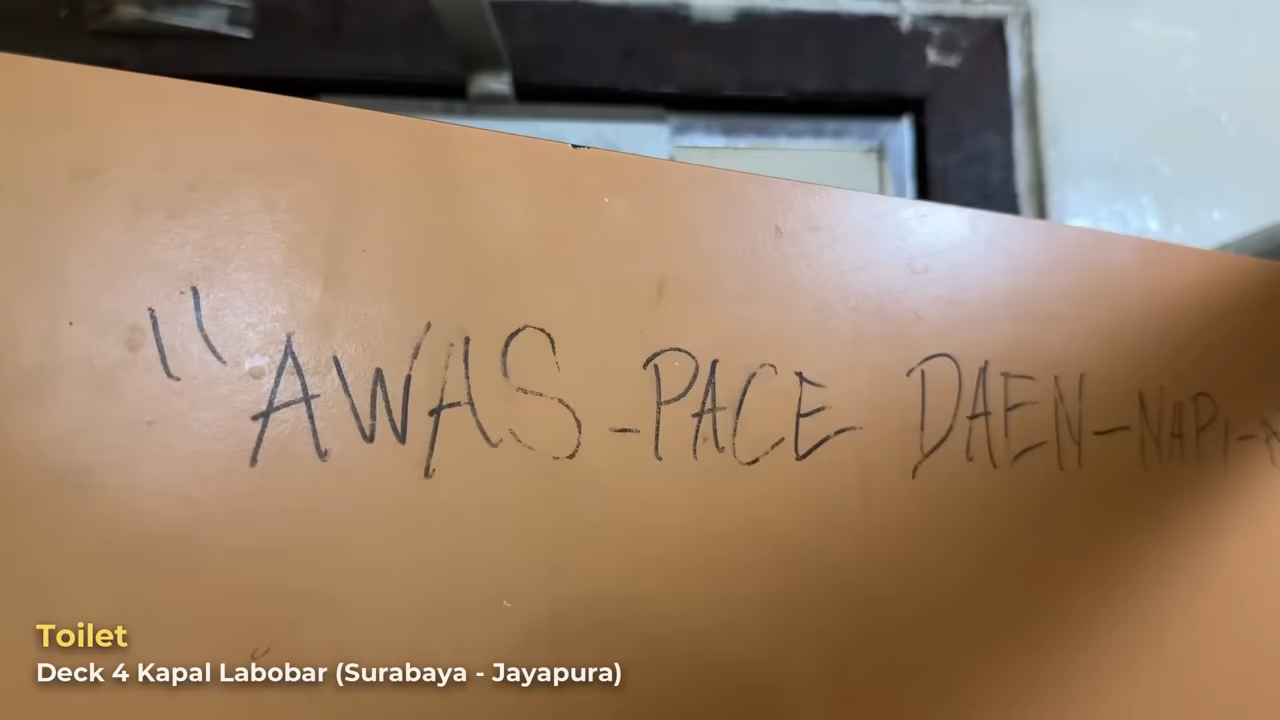 "AWAS-PACE DAEN-NAPI-
Toilet
Deck 4 Kapal Labobar (Surabaya - Jayapura)